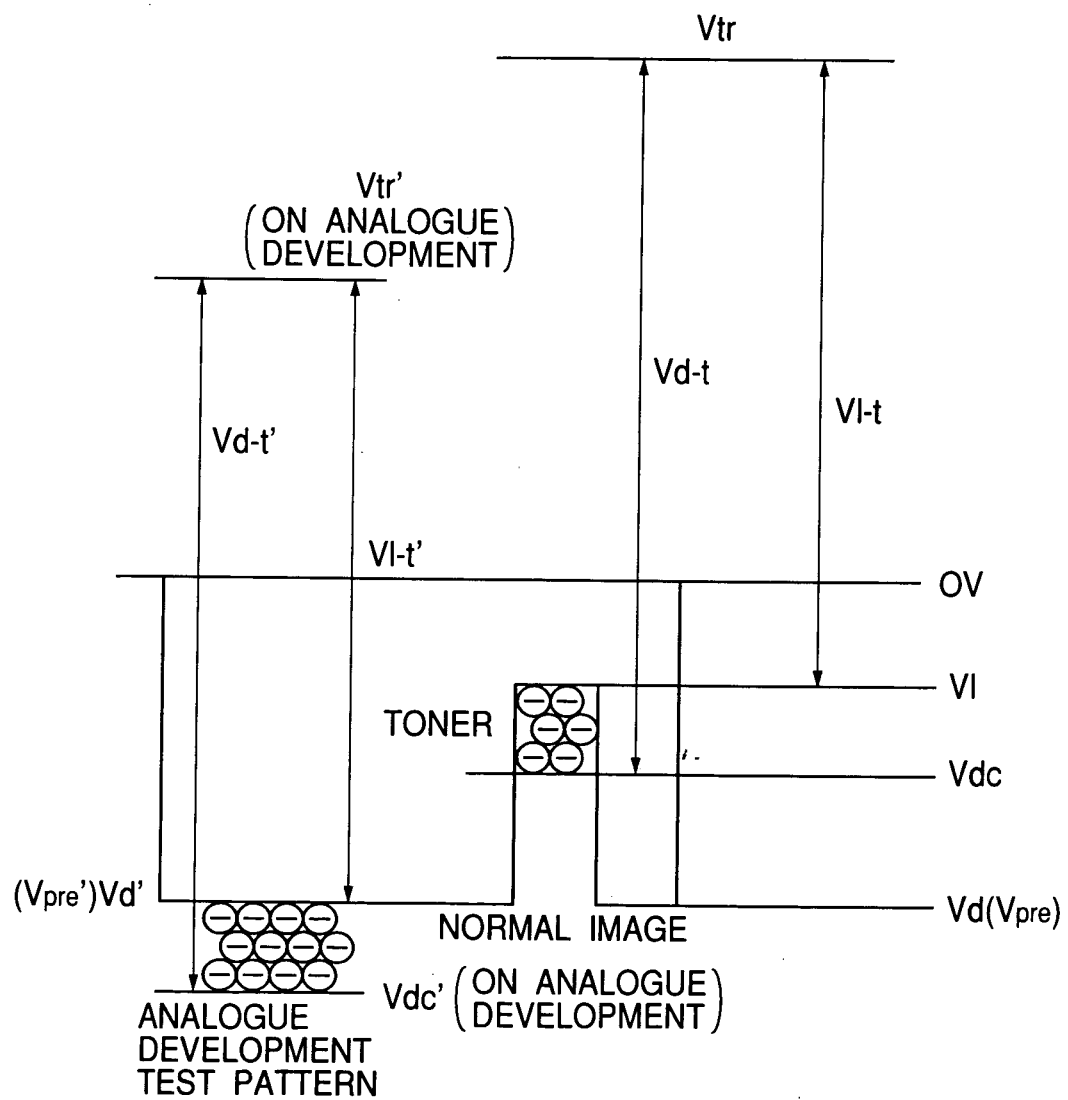 Vtr
Vtr'
(ON ANALOGUE
DEVELOPMENT)
Vd-t
Vl-t
Vd-t'
Vl-t'
OV
Vl
TONER
Vdc
(Vpre')Vd'
Vd(Vpre)
NORMAL IMAGE
Vdc' (ON ANALOGUE
DEVELOPMENT)
ANALOGUE
DEVELOPMENT
TEST PATTERN